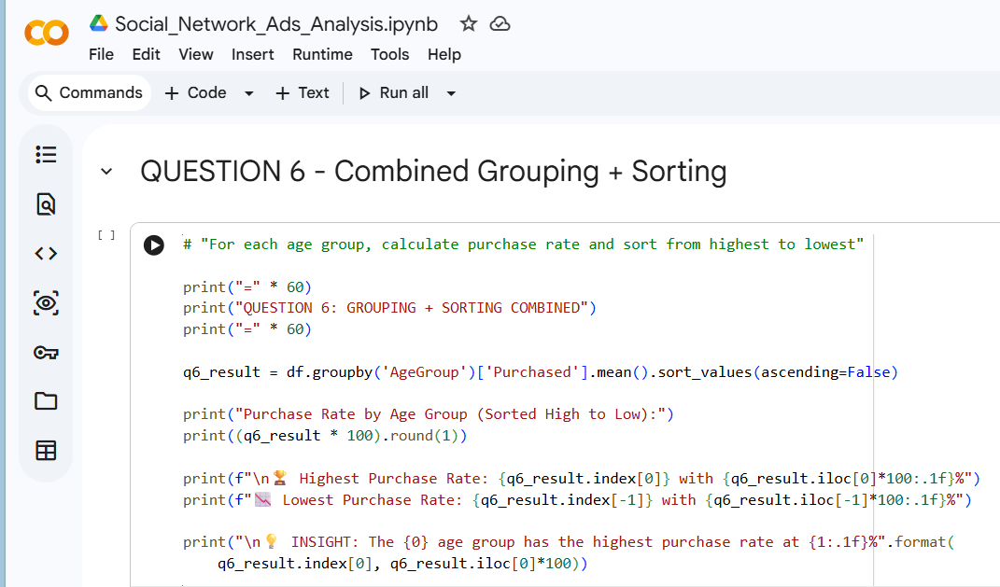 Social_Network_Ads_Analysis.ipynb
File Edit View Insert Runtime Tools Help
Commands + Code + Text Run all
QUESTION 6 - Combined Grouping + Sorting
[ ]
# "For each age group, calculate purchase rate and sort from highest to lowest"
print("=" * 60)
print("QUESTION 6: GROUPING + SORTING COMBINED")
print("=" * 60)
q6_result = df.groupby('AgeGroup')['Purchased'].mean().sort_values(ascending=False)
print("Purchase Rate by Age Group (Sorted High to Low):")
print((q6_result * 100).round(1))
print(f"\n🏆 Highest Purchase Rate: {q6_result.index[0]} with {q6_result.iloc[0]*100:.1f}%")
print(f"📉 Lowest Purchase Rate: {q6_result.index[-1]} with {q6_result.iloc[-1]*100:.1f}%")
print("\n💡 INSIGHT: The {0} age group has the highest purchase rate at {1:.1f}%".format(
    q6_result.index[0], q6_result.iloc[0]*100))